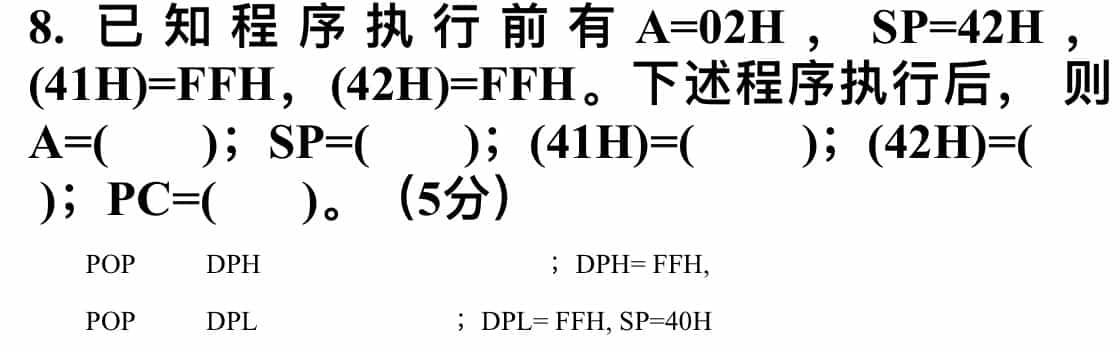 8. 已知程序执行前有A=02H，SP=42H，
(41H)=FFH，(42H)=FFH。下述程序执行后，则
A=( )；SP=( )；(41H)=( )；(42H)=(
)；PC=( )。（5分）
POP DPH ；DPH= FFH,
POP DPL ；DPL= FFH, SP=40H